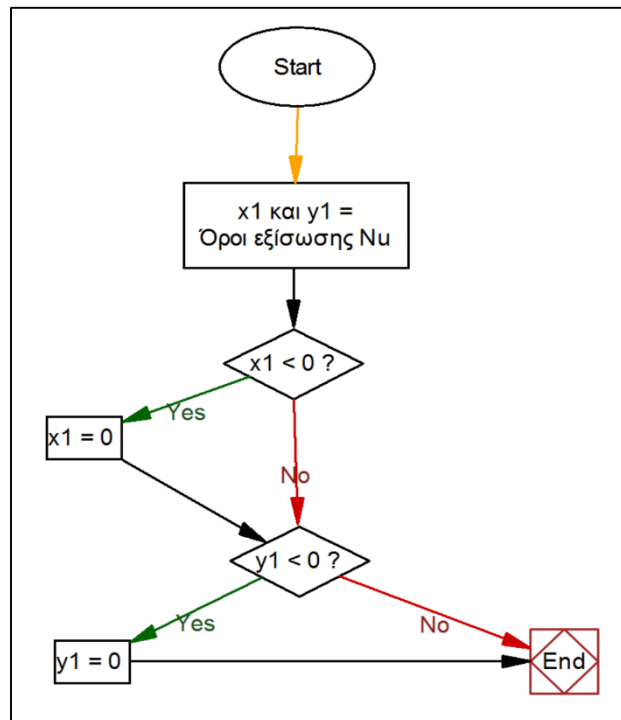 Start
x1 και y1 =
Όροι εξίσωσης Nu
x1 < 0 ?
Yes
x1 = 0
No
y1 < 0 ?
Yes
No
y1 = 0
End